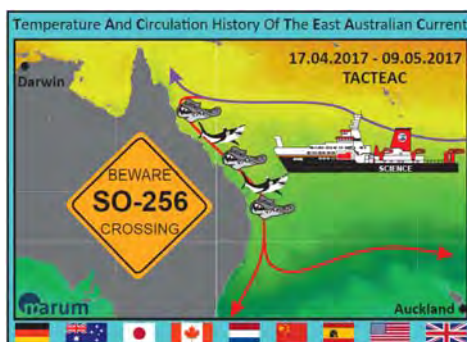 Temperature And Circulation History Of The East Australian Current
17.04.2017 - 09.05.2017
TACTEAC
Darwin
BEWARE
SO-256
CROSSING
SCIENCE
marum
Auckland